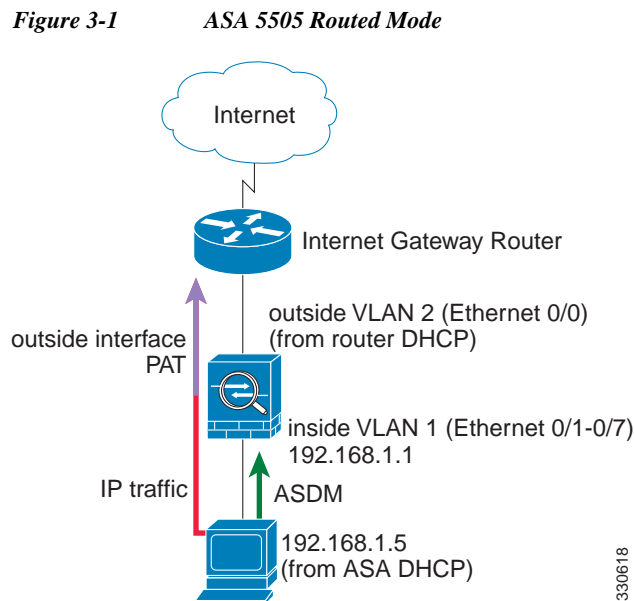 Figure 3-1 ASA 5505 Routed Mode
Internet
Internet Gateway Router
outside VLAN 2 (Ethernet 0/0)
(from router DHCP)
outside interface
PAT
inside VLAN 1 (Ethernet 0/1-0/7)
192.168.1.1
IP traffic
ASDM
192.168.1.5
(from ASA DHCP)
330618